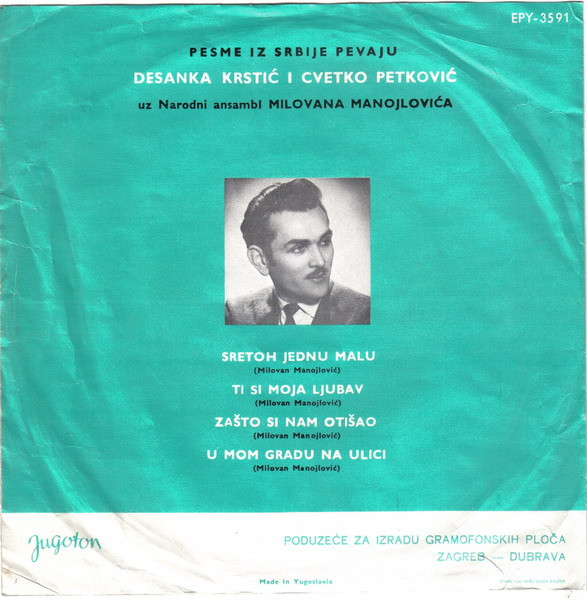 EPY-3591
PESME IZ SRBIJE PEVAJU
DESANKA KRSTIĆ I CVETKO PETKOVIĆ
uz Narodni ansambl MILOVANA MANOJLOVIĆA
SRETOH JEDNU MALU
(Milovan Manojlović)
TI SI MOJA LJUBAV
(Milovan Manojlović)
ZAŠTO SI NAM OTIŠAO
(Milovan Manojlović)
U MOM GRADU NA ULICI
(Milovan Manojlović)
Jugoton
PODUZEĆE ZA IZRADU GRAMOFONSKIH PLOČA
ZAGREB — DUBRAVA
Made in Yugoslavia